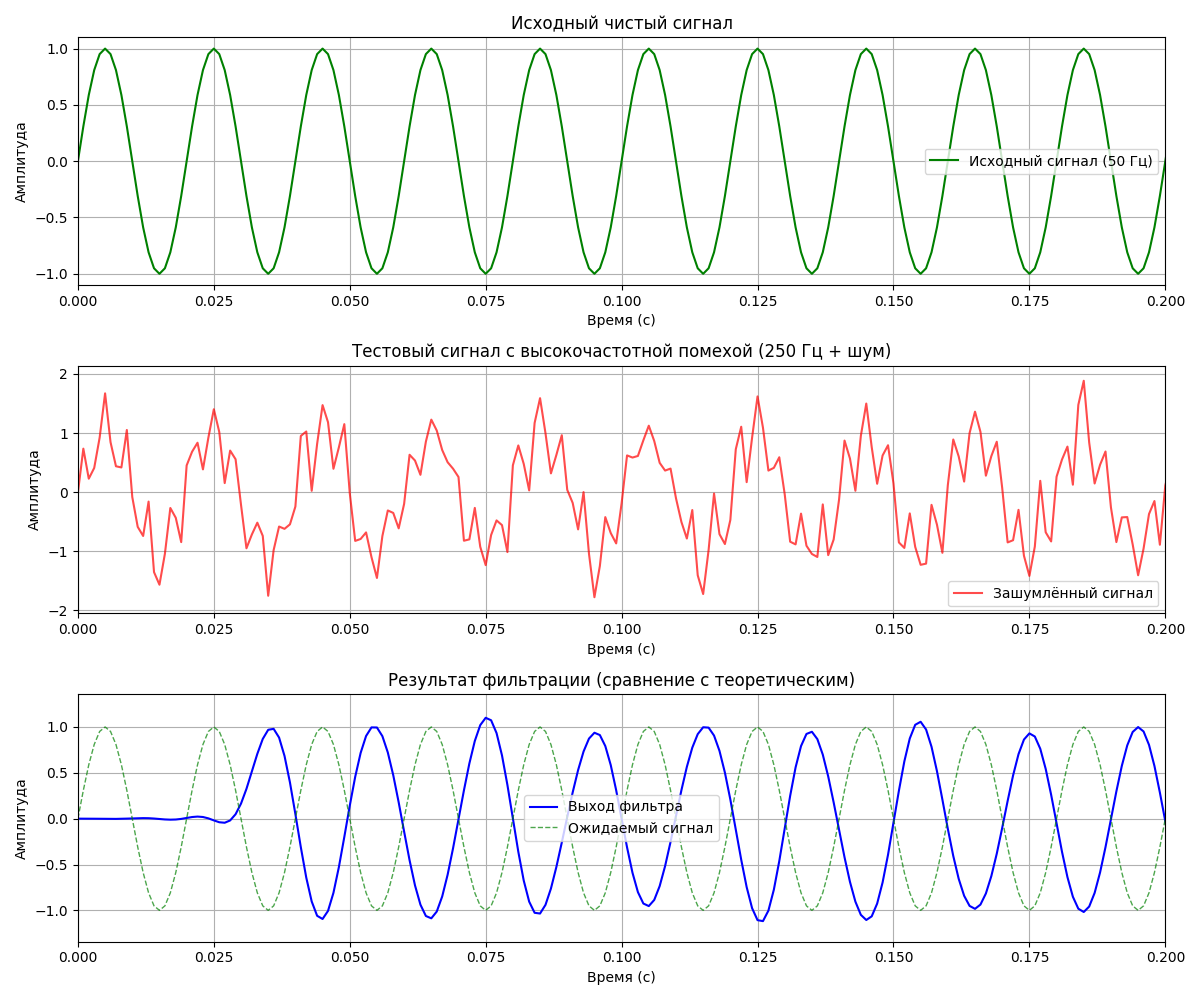 Исходный чистый сигнал
Амплитуда
1.0
0.5
0.0
−0.5
−1.0
Исходный сигнал (50 Гц)
0.000 0.025 0.050 0.075 0.100 0.125 0.150 0.175 0.200
Время (с)
Тестовый сигнал с высокочастотной помехой (250 Гц + шум)
Амплитуда
2
1
0
−1
−2
Зашумлённый сигнал
0.000 0.025 0.050 0.075 0.100 0.125 0.150 0.175 0.200
Время (с)
Результат фильтрации (сравнение с теоретическим)
Амплитуда
1.0
0.5
0.0
−0.5
−1.0
Выход фильтра
Ожидаемый сигнал
0.000 0.025 0.050 0.075 0.100 0.125 0.150 0.175 0.200
Время (с)